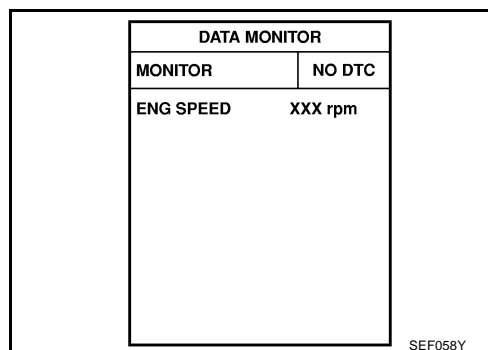 DATA MONITOR
MONITOR NO DTC
ENG SPEED XXX rpm
SEF058Y